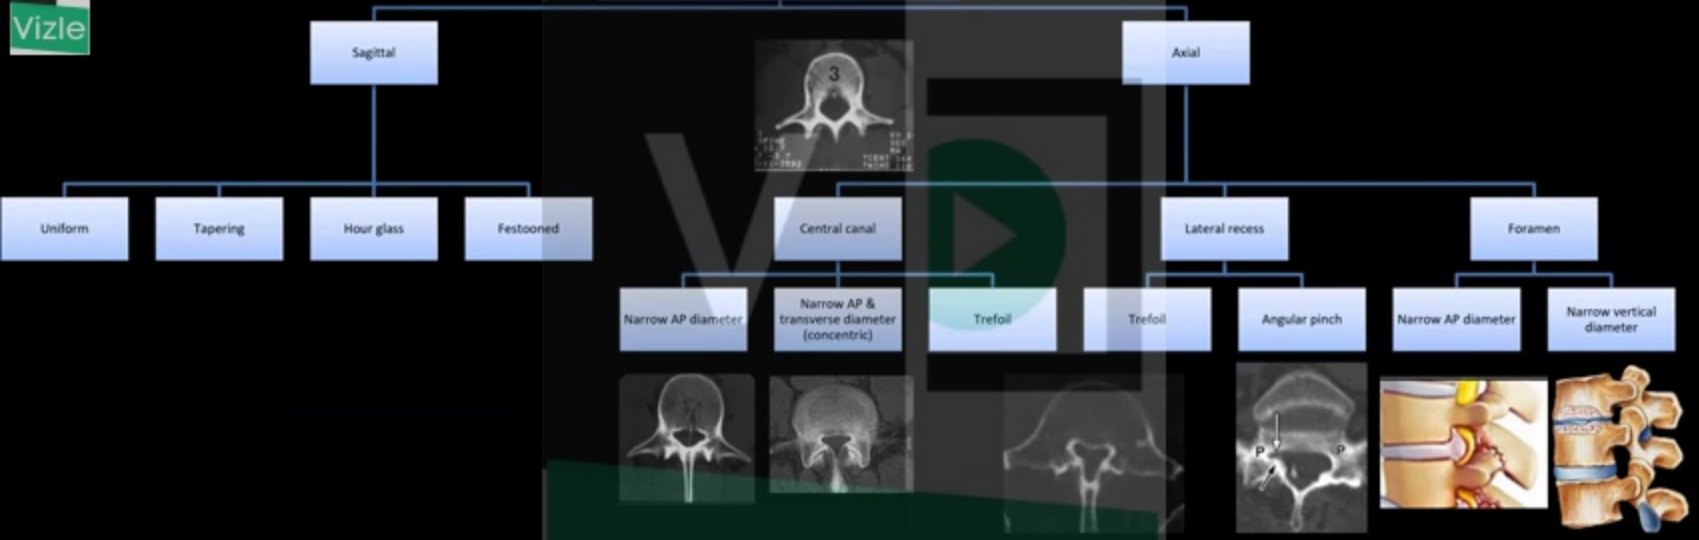 Vizle
Sagittal
Axial
3
Uniform
Tapering
Hour glass
Festooned
Central canal
Lateral recess
Foramen
Narrow AP diameter
Narrow AP &
transverse diameter
(concentric)
Trefoil
Trefoil
Angular pinch
Narrow AP diameter
Narrow vertical
diameter
P
P